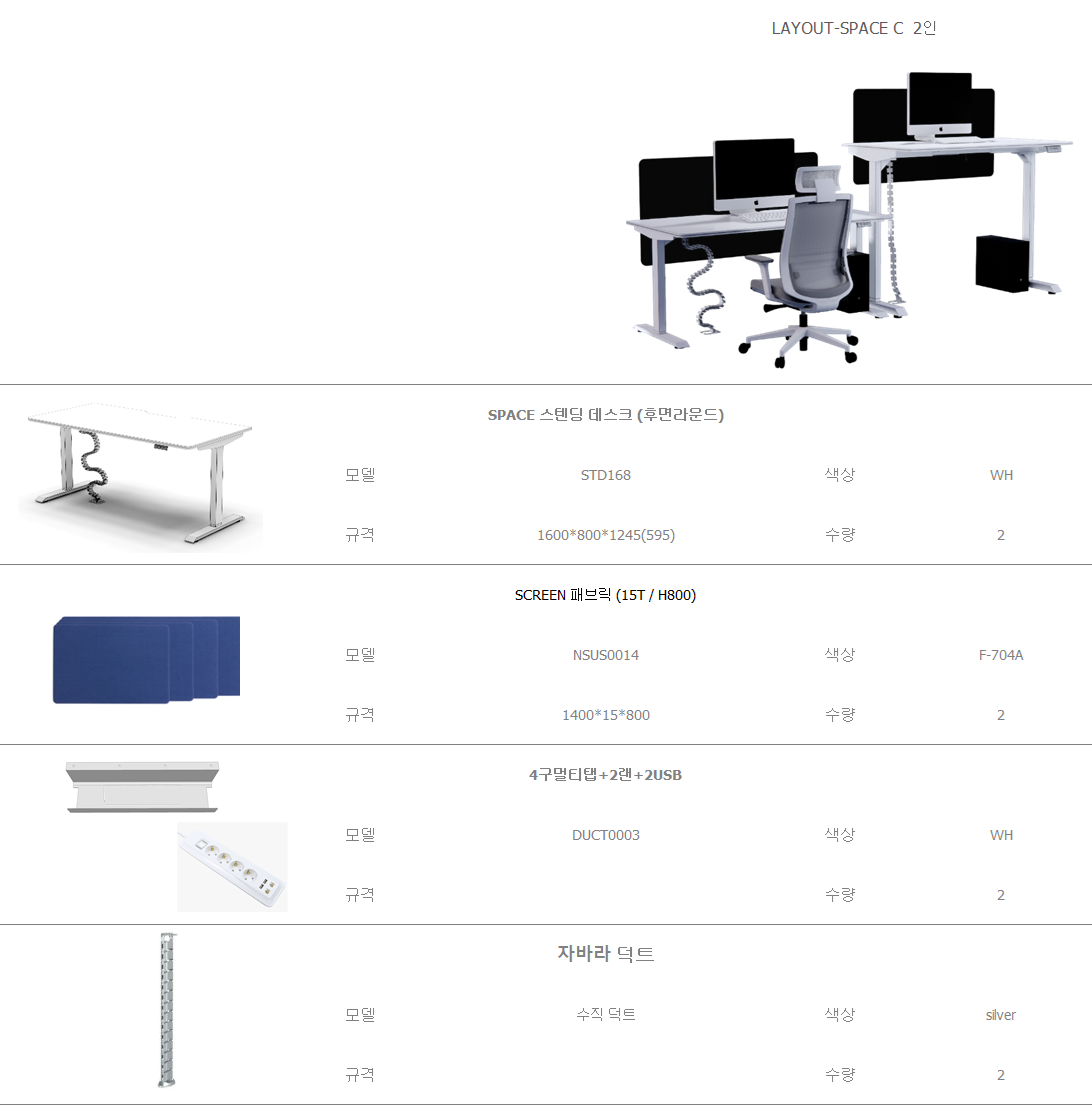 LAYOUT-SPACE C 2인
SPACE 스텐딩 데스크 (후면라운드)
모델 STD168 색상 WH
규격 1600*800*1245(595) 수량 2
SCREEN 패브릭 (15T / H800)
모델 NSUS0014 색상 F-704A
규격 1400*15*800 수량 2
4구멀티탭+2랜+2USB
모델 DUCT0003 색상 WH
규격 수량 2
자바라 덕트
모델 수직 덕트 색상 silver
규격 수량 2